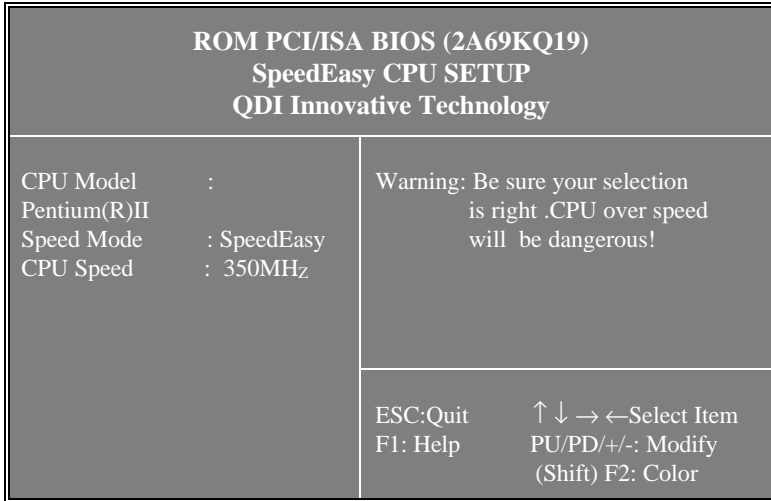 ROM PCI/ISA BIOS (2A69KQ19)
SpeedEasy CPU SETUP
QDI Innovative Technology
CPU Model :
Pentium(R)II
Speed Mode : SpeedEasy
CPU Speed : 350MHz
Warning: Be sure your selection
is right .CPU over speed
will be dangerous!
ESC:Quit ↑ ↓ → ←Select Item
F1: Help PU/PD/+/-: Modify
(Shift) F2: Color